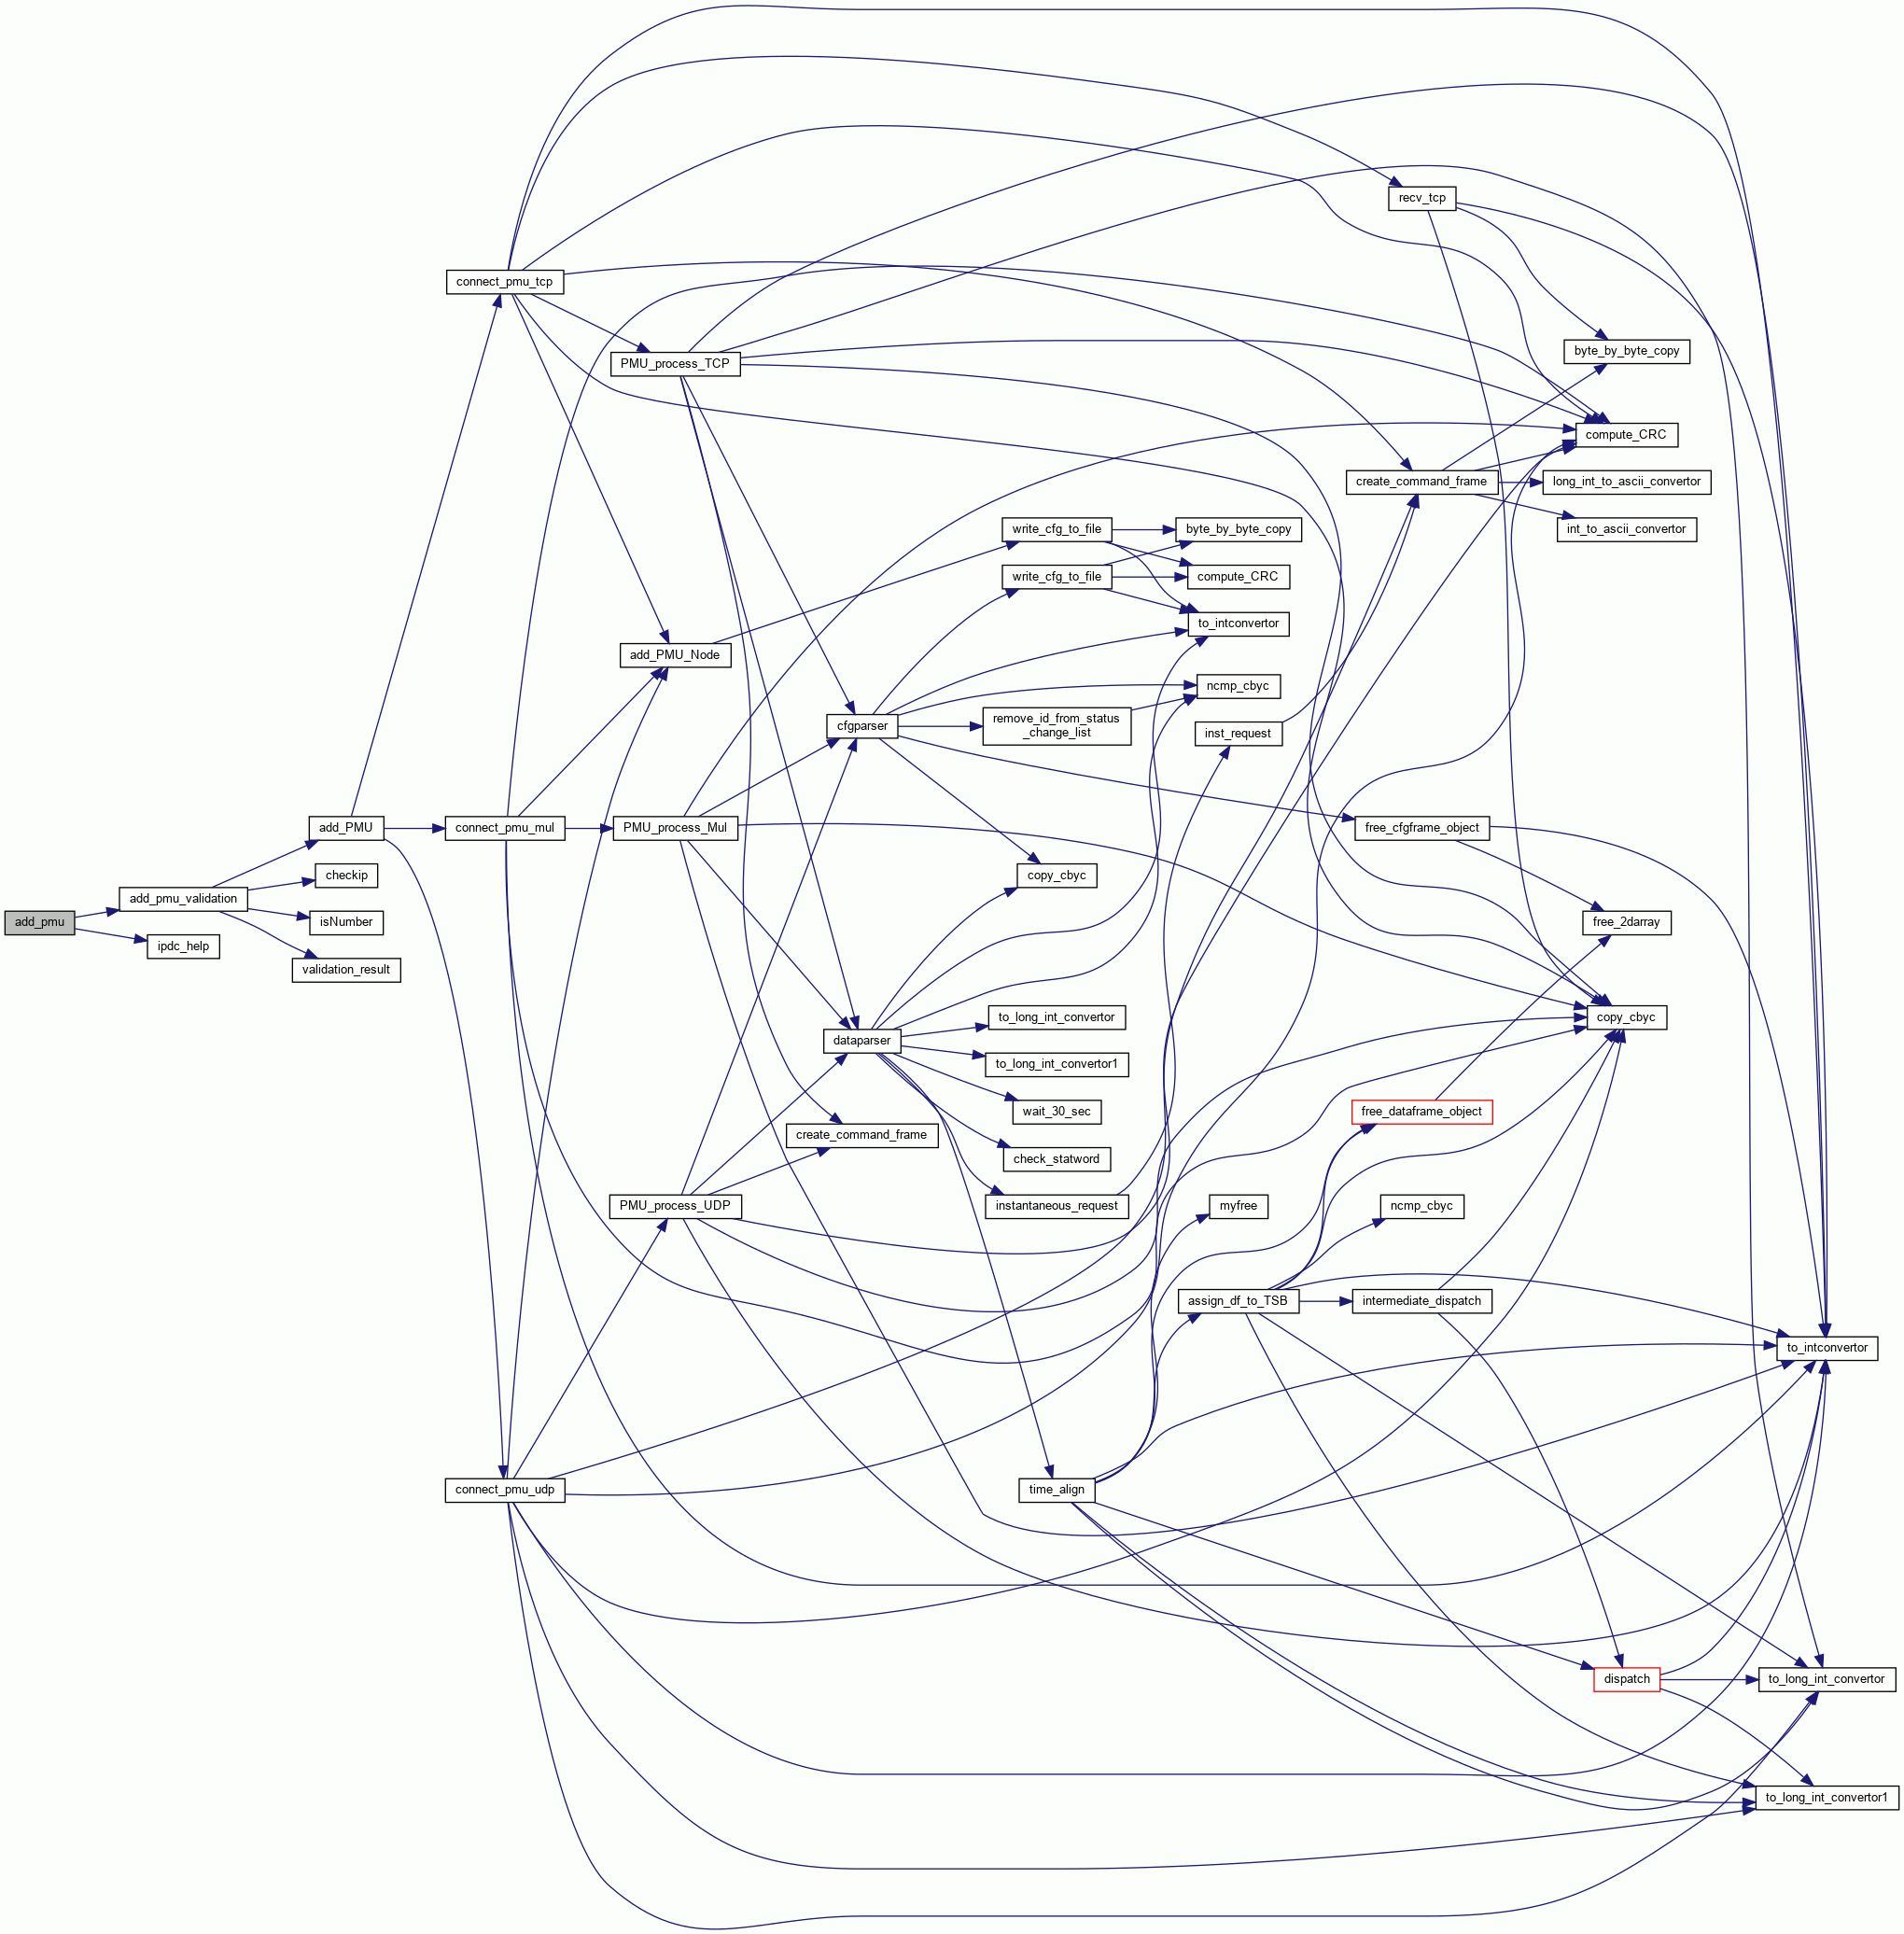 recv_tcp
connect_pmu_tcp
byte_by_byte_copy
PMU_process_TCP
compute_CRC
create_command_frame
long_int_to_ascii_convertor
write_cfg_to_file
byte_by_byte_copy
int_to_ascii_convertor
write_cfg_to_file
compute_CRC
to_intconvertor
add_PMU_Node
ncmp_cbyc
cfgparser
remove_id_from_status
_change_list
inst_request
add_PMU
connect_pmu_mul
PMU_process_Mul
free_cfgframe_object
checkip
copy_cbyc
add_pmu_validation
add_pmu
isNumber
free_2darray
ipdc_help
validation_result
to_long_int_convertor
copy_cbyc
dataparser
to_long_int_convertor1
wait_30_sec
free_dataframe_object
create_command_frame
check_statword
PMU_process_UDP
instantaneous_request
myfree
ncmp_cbyc
assign_df_to_TSB
intermediate_dispatch
to_intconvertor
connect_pmu_udp
time_align
dispatch
to_long_int_convertor
to_long_int_convertor1